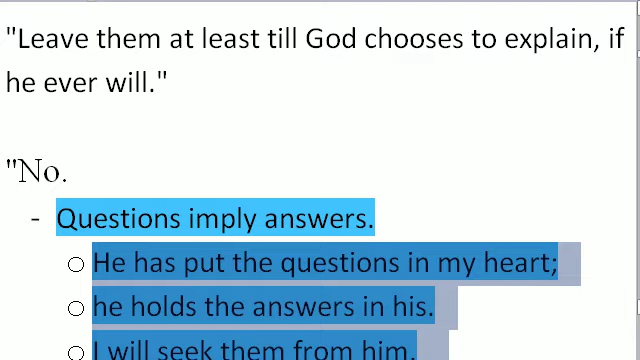 "Leave them at least till God chooses to explain, if
he ever will."
"No.
- Questions imply answers.
○ He has put the questions in my heart;
○ he holds the answers in his.
○ I will seek them from him.